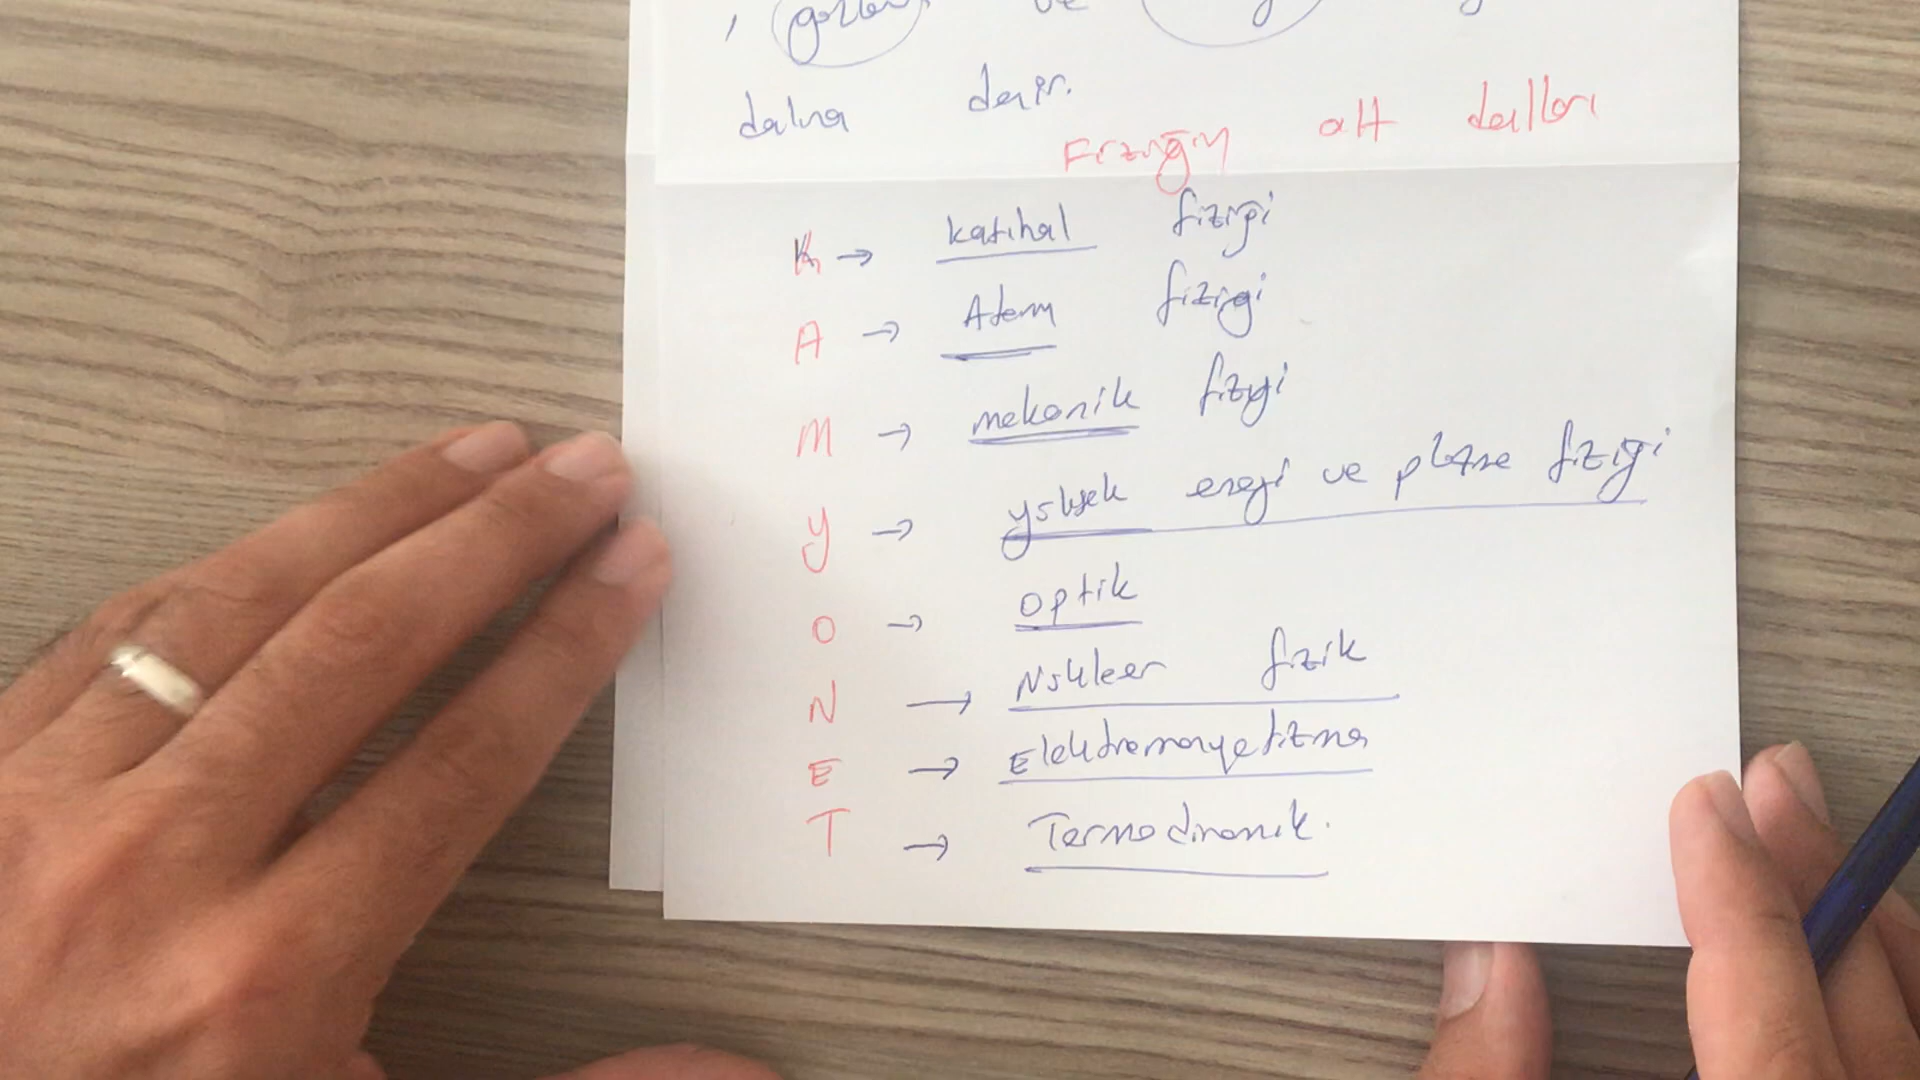 ve
dalına denir.
Fiziğin alt dalları
K → katıhal fiziği
A → Atom fiziği
M → mekanik fiziği
Y → yüksek enerji ve plazma fiziği
O → optik
N → Nükleer fizik
E → Elektromanyetizma
T → Termodinamik.